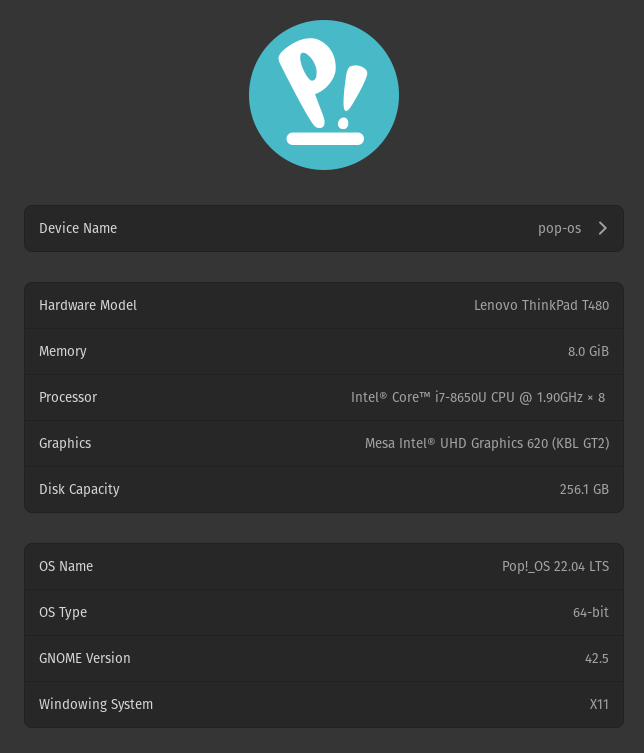 P!
Device Name pop-os
Hardware Model Lenovo ThinkPad T480
Memory 8.0 GiB
Processor Intel® Core™ i7-8650U CPU @ 1.90GHz × 8
Graphics Mesa Intel® UHD Graphics 620 (KBL GT2)
Disk Capacity 256.1 GB
OS Name Pop!_OS 22.04 LTS
OS Type 64-bit
GNOME Version 42.5
Windowing System X11